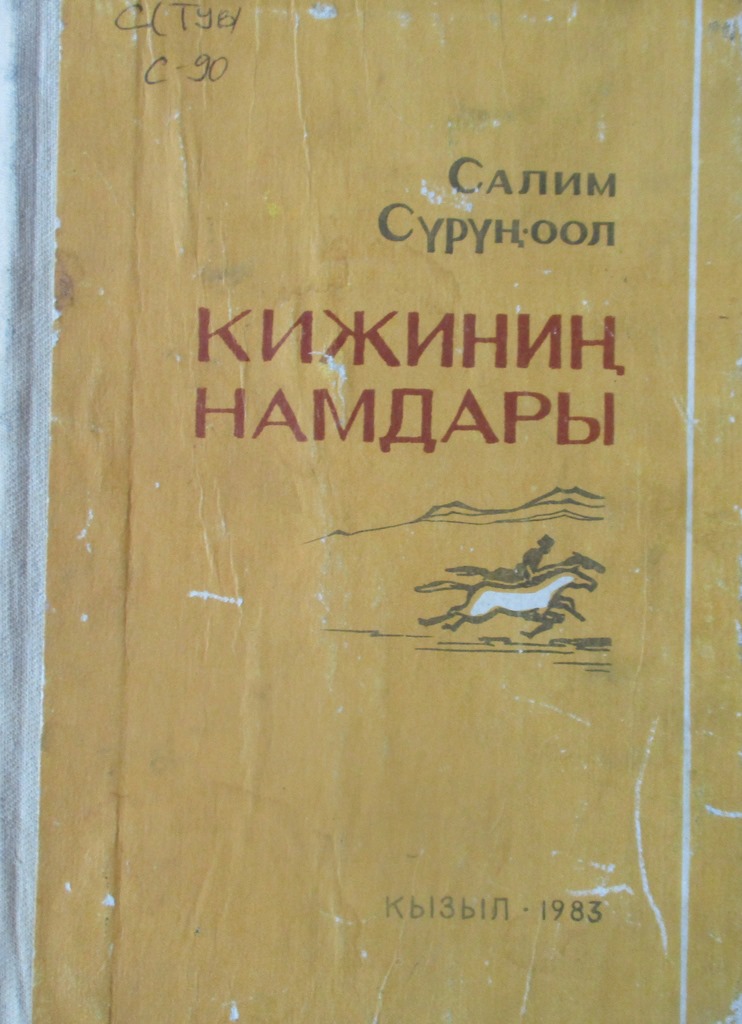 С(Тув)
С-90
Салим
Сүрүң-оол
КИЖИНИҢ
НАМДАРЫ
КЫЗЫЛ · 1983